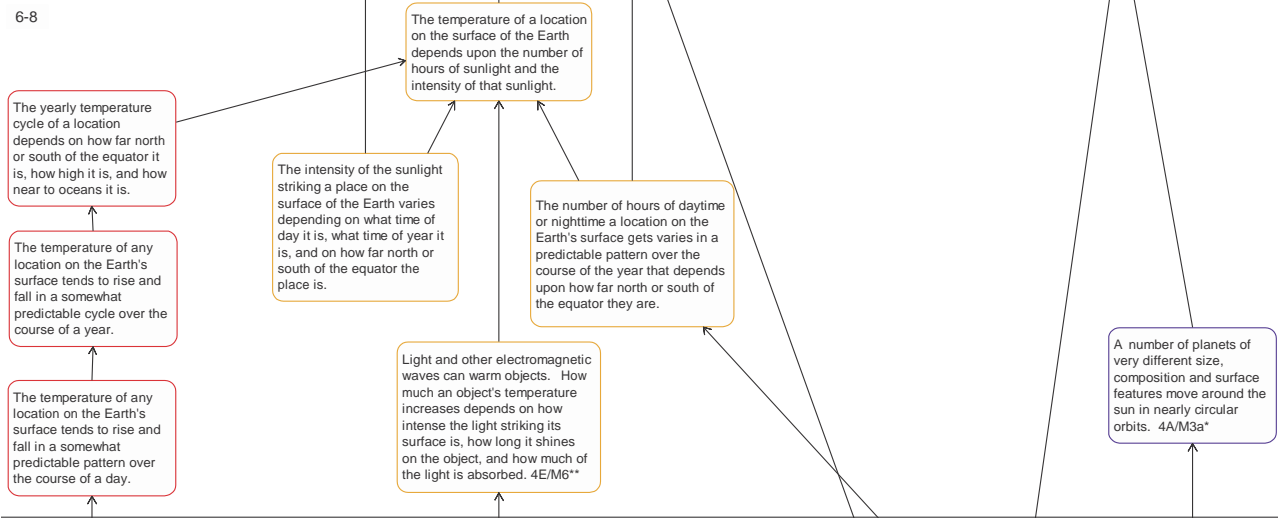 6-8
The temperature of a location
on the surface of the Earth
depends upon the number of
hours of sunlight and the
intensity of that sunlight.
The yearly temperature
cycle of a location
depends on how far north
or south of the equator it
is, how high it is, and how
near to oceans it is.
The intensity of the sunlight
striking a place on the
surface of the Earth varies
depending on what time of
day it is, what time of year it
is, and on how far north or
south of the equator the
place is.
The number of hours of daytime
or nighttime a location on the
Earth's surface gets varies in a
predictable pattern over the
course of the year that depends
upon how far north or south of
the equator they are.
The temperature of any
location on the Earth's
surface tends to rise and
fall in a somewhat
predictable cycle over the
course of a year.
Light and other electromagnetic
waves can warm objects. How
much an object's temperature
increases depends on how
intense the light striking its
surface is, how long it shines
on the object, and how much of
the light is absorbed. 4E/M6**
A number of planets of
very different size,
composition and surface
features move around the
sun in nearly circular
orbits. 4A/M3a*
The temperature of any
location on the Earth's
surface tends to rise and
fall in a somewhat
predictable pattern over
the course of a day.